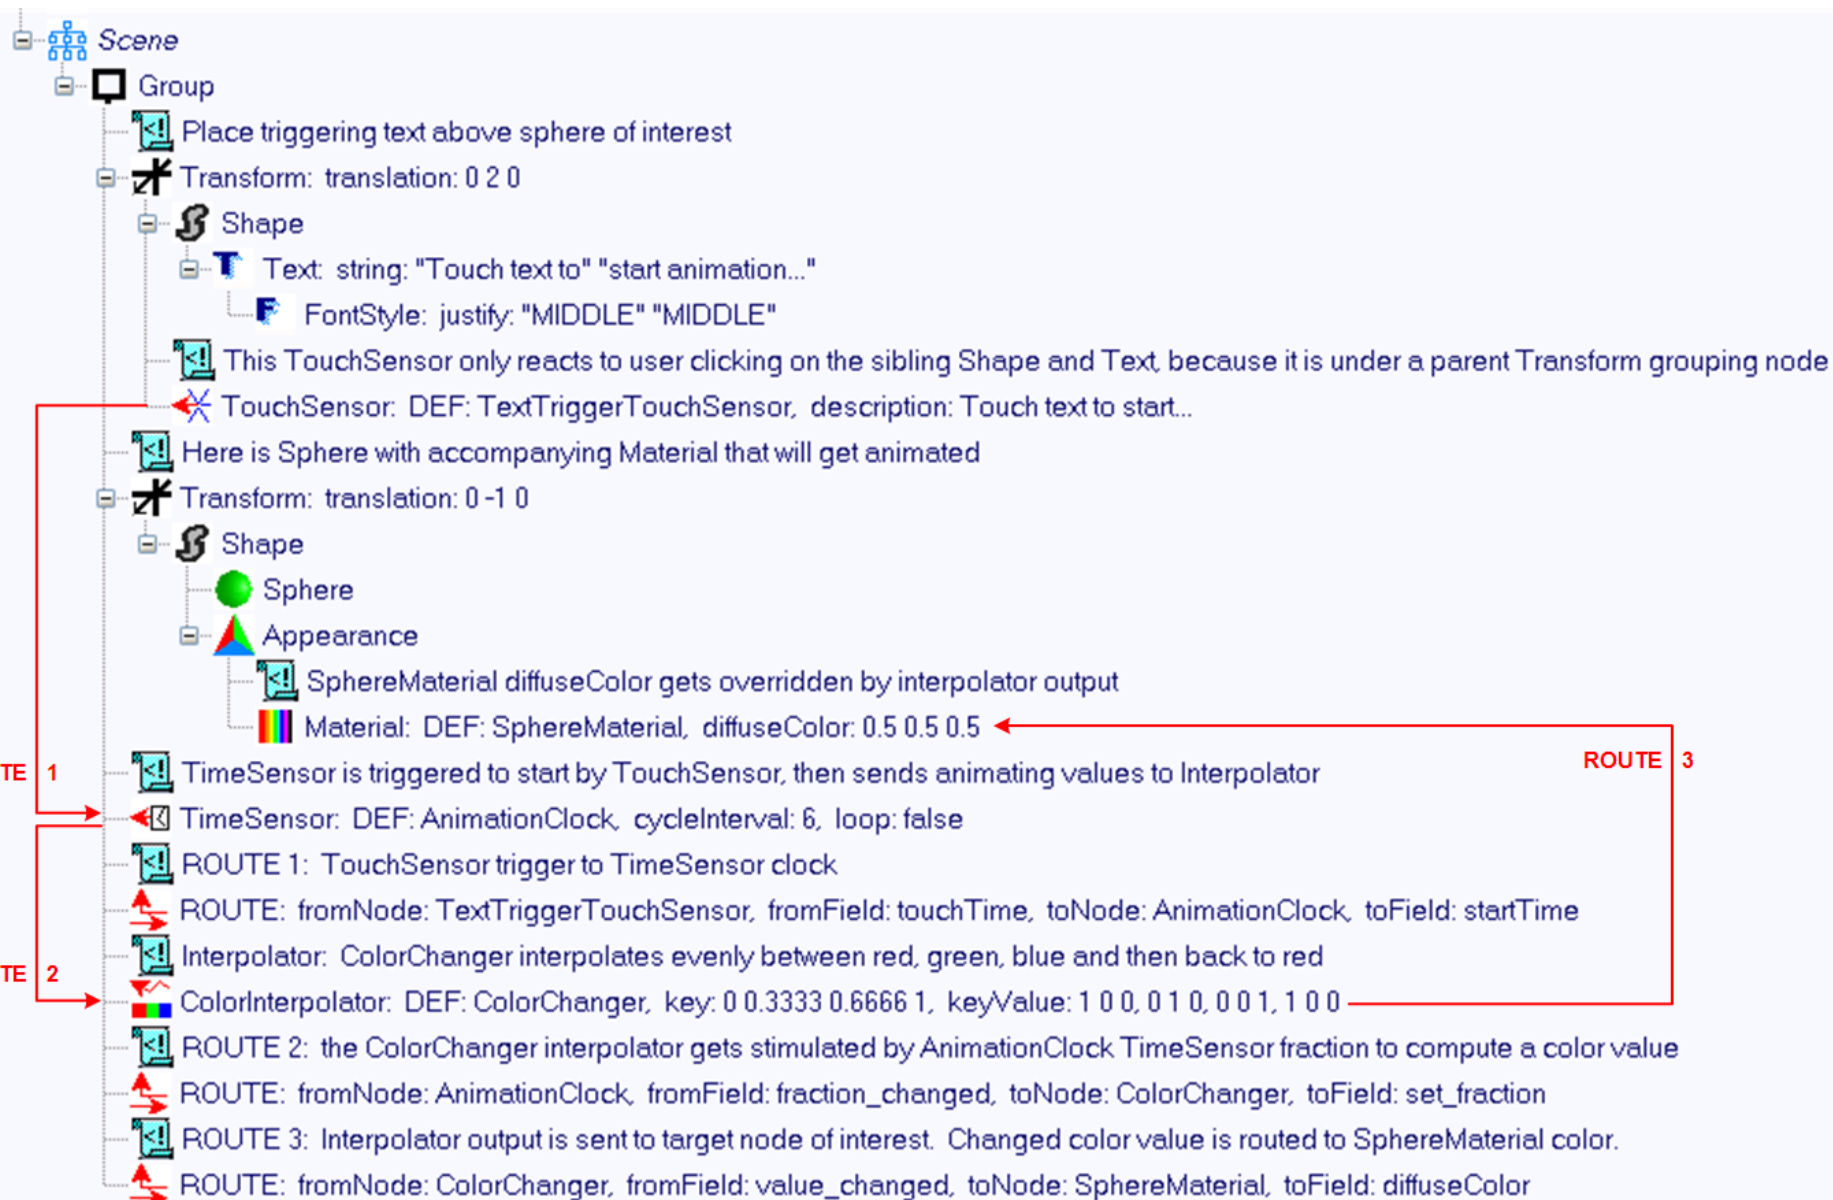 Scene
Group
Place triggering text above sphere of interest
Transform: translation: 0 2 0
Shape
Text: string: "Touch text to" "start animation..."
FontStyle: justify: "MIDDLE" "MIDDLE"
This TouchSensor only reacts to user clicking on the sibling Shape and Text, because it is under a parent Transform grouping node
TouchSensor: DEF: TextTriggerTouchSensor, description: Touch text to start...
Here is Sphere with accompanying Material that will get animated
Transform: translation: 0 -1 0
Shape
Sphere
Appearance
SphereMaterial diffuseColor gets overridden by interpolator output
Material: DEF: SphereMaterial, diffuseColor: 0.5 0.5 0.5
ROUTE 3
TE 1
TimeSensor is triggered to start by TouchSensor, then sends animating values to Interpolator
TimeSensor: DEF: AnimationClock, cycleInterval: 6, loop: false
ROUTE 1: TouchSensor trigger to TimeSensor clock
ROUTE: fromNode: TextTriggerTouchSensor, fromField: touchTime, toNode: AnimationClock, toField: startTime
Interpolator: ColorChanger interpolates evenly between red, green, blue and then back to red
TE 2
ColorInterpolator: DEF: ColorChanger, key: 0 0.3333 0.6666 1, keyValue: 1 0 0, 0 1 0, 0 0 1, 1 0 0
ROUTE 2: the ColorChanger interpolator gets stimulated by AnimationClock TimeSensor fraction to compute a color value
ROUTE: fromNode: AnimationClock, fromField: fraction_changed, toNode: ColorChanger, toField: set_fraction
ROUTE 3: Interpolator output is sent to target node of interest. Changed color value is routed to SphereMaterial color.
ROUTE: fromNode: ColorChanger, fromField: value_changed, toNode: SphereMaterial, toField: diffuseColor